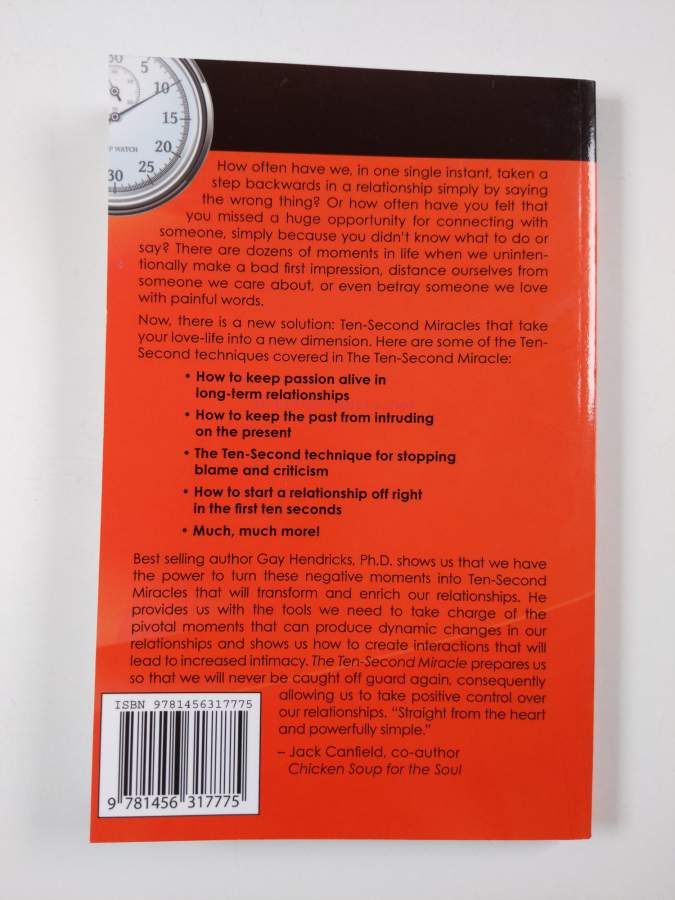 50
5
10
15
20
25
30
P WATCH
How often have we, in one single instant, taken a
step backwards in a relationship simply by saying
the wrong thing? Or how often have you felt that
you missed a huge opportunity for connecting with
someone, simply because you didn't know what to do or
say? There are dozens of moments in life when we uninten-
tionally make a bad first impression, distance ourselves from
someone we care about, or even betray someone we love
with painful words.
Now, there is a new solution: Ten-Second Miracles that take
your love-life into a new dimension. Here are some of the Ten-
Second techniques covered in The Ten-Second Miracle:
• How to keep passion alive in
long-term relationships
• How to keep the past from intruding
on the present
• The Ten-Second technique for stopping
blame and criticism
• How to start a relationship off right
in the first ten seconds
• Much, much more!
Best selling author Gay Hendricks, Ph.D. shows us that we have
the power to turn these negative moments into Ten-Second
Miracles that will transform and enrich our relationships. He
provides us with the tools we need to take charge of the
pivotal moments that can produce dynamic changes in our
relationships and shows us how to create interactions that will
lead to increased intimacy. The Ten-Second Miracle prepares us
so that we will never be caught off guard again, consequently
allowing us to take positive control over
our relationships. "Straight from the heart
and powerfully simple."
– Jack Canfield, co-author
Chicken Soup for the Soul
ISBN 9781456317775
9 781456 317775